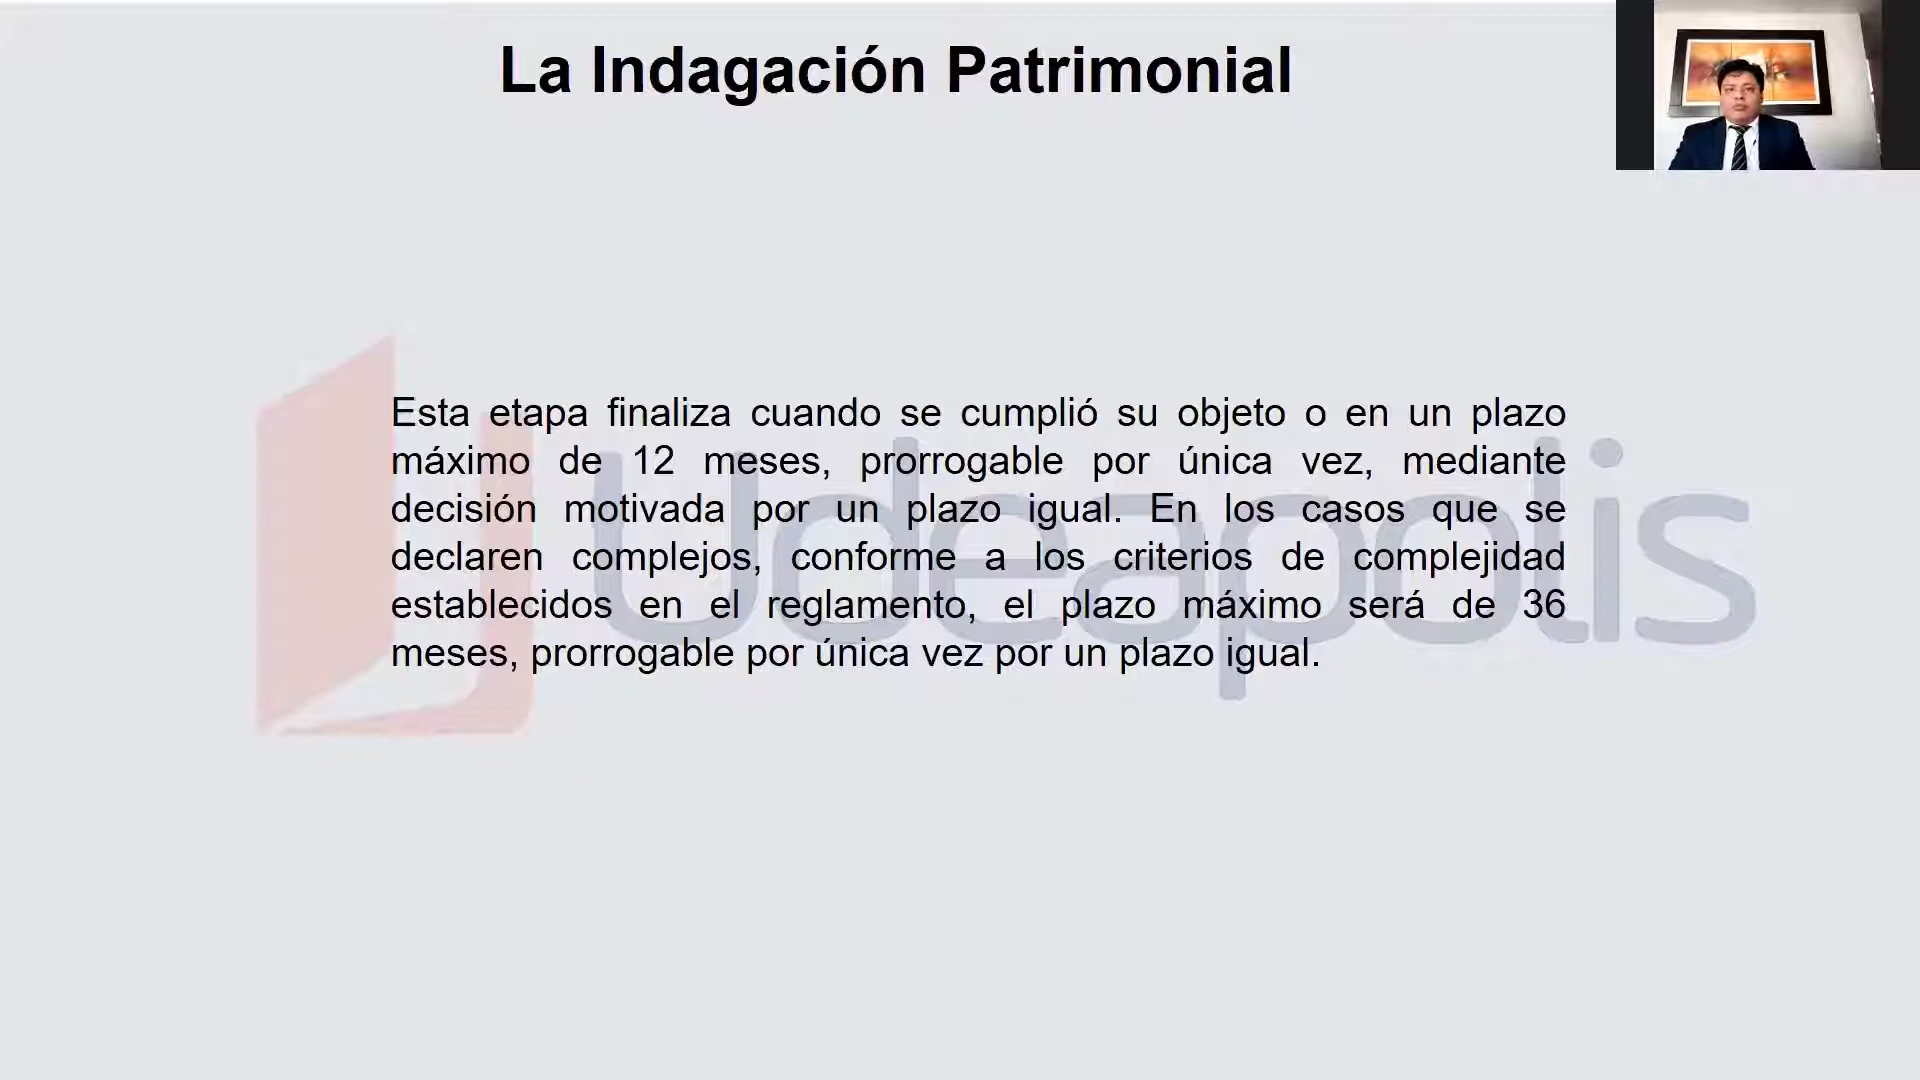 La Indagación Patrimonial
Esta etapa finaliza cuando se cumplió su objeto o en un plazo
máximo de 12 meses, prorrogable por única vez, mediante
decisión motivada por un plazo igual. En los casos que se
declaren complejos, conforme a los criterios de complejidad
establecidos en el reglamento, el plazo máximo será de 36
meses, prorrogable por única vez por un plazo igual.
Udeapolis